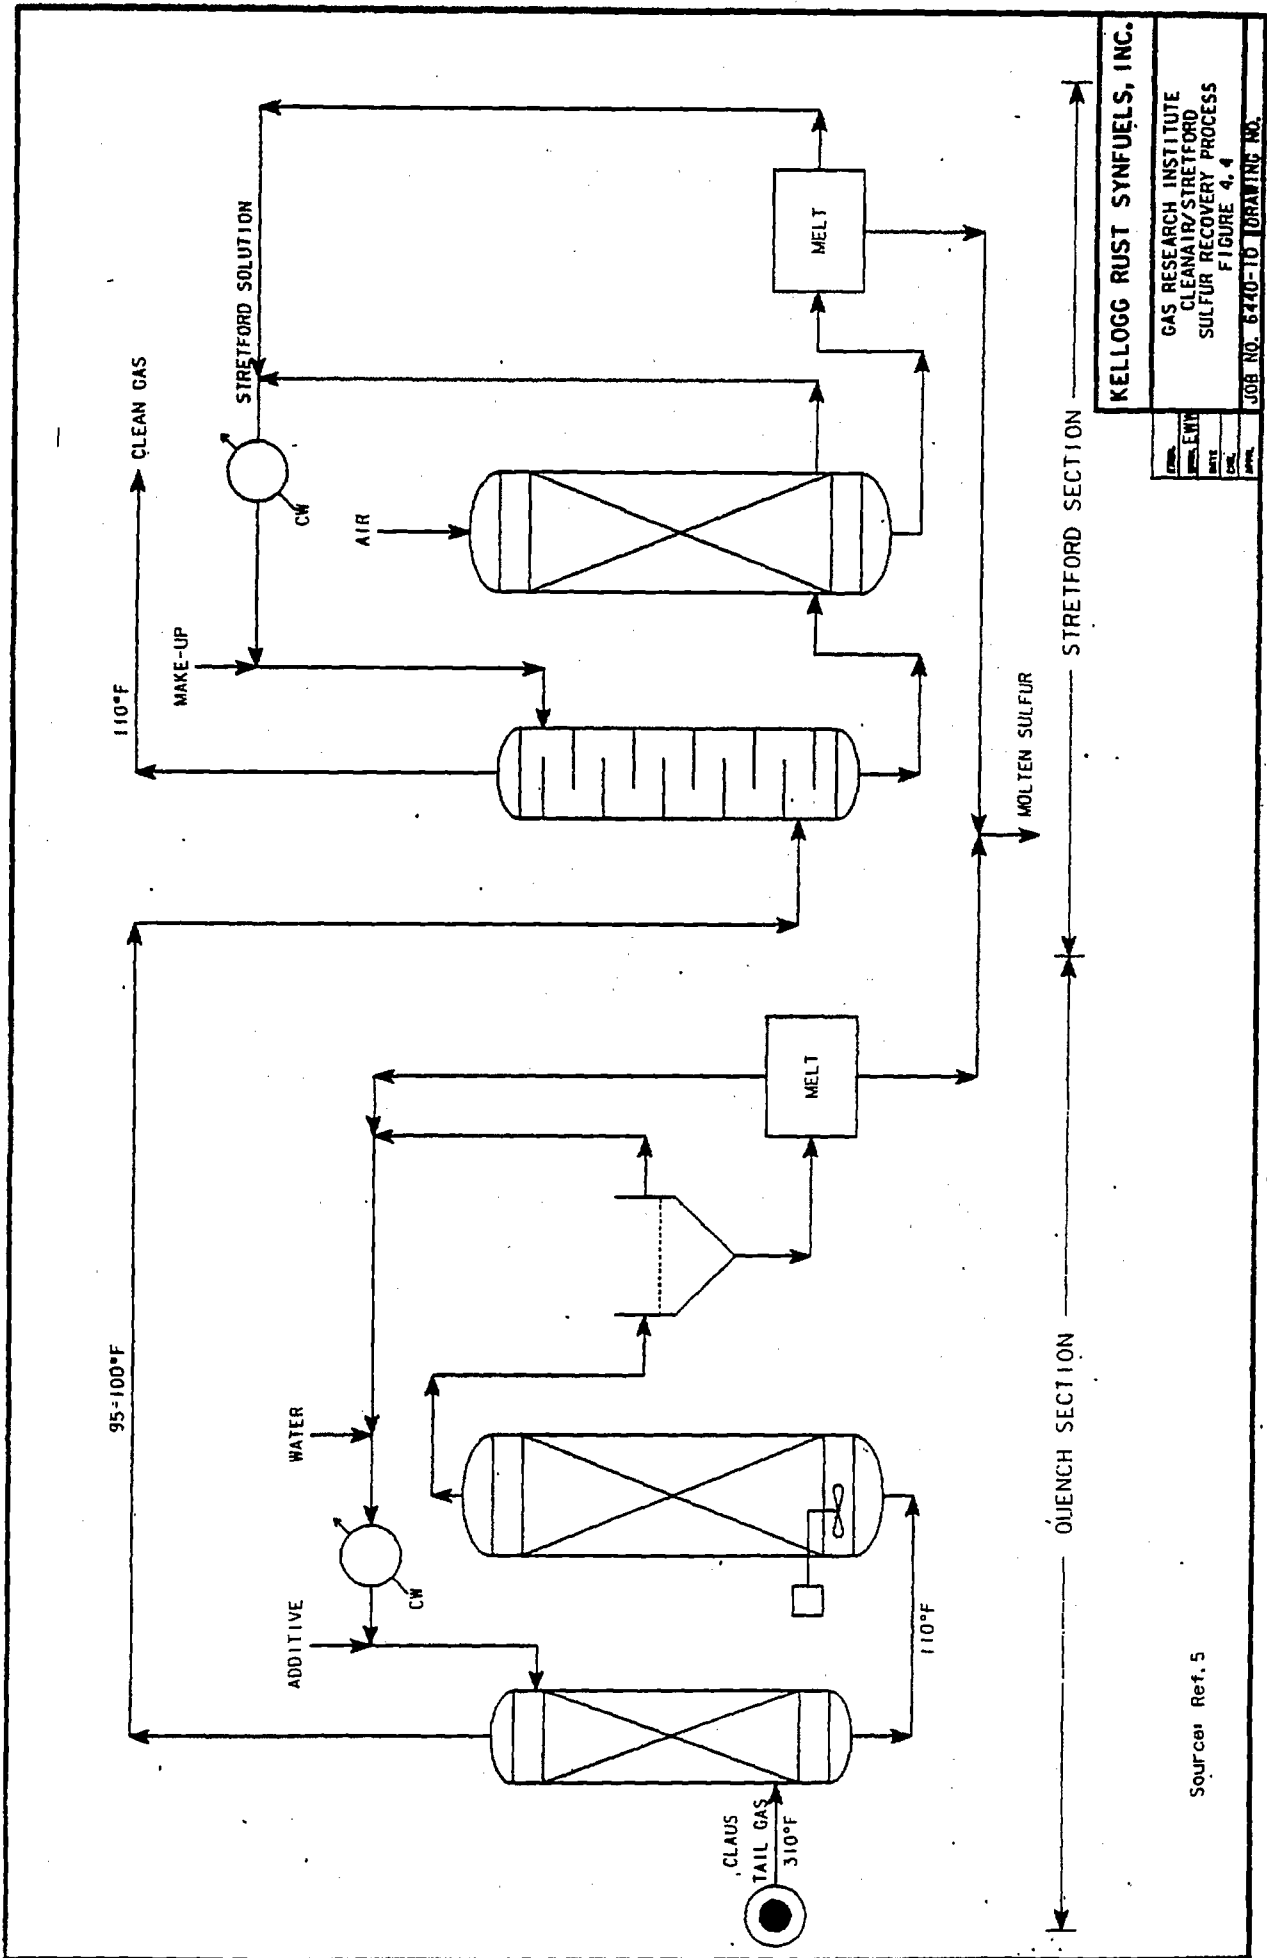 95-100°F
110°F
CLEAN GAS
STRETFORD SOLUTION
ADDITIVE
WATER
MAKE-UP
CW
CW
AIR
CLAUS
TAIL GAS
310°F
110°F
MELT
MELT
MOLTEN SULFUR
QUENCH SECTION
STRETFORD SECTION
Source: Ref. 5
KELLOGG RUST SYNFUELS, INC.
GAS RESEARCH INSTITUTE
CLEANAIR/STRETFORD
SULFUR RECOVERY PROCESS
FIGURE 4.4
EWW
DATE
JOB NO. 6440-10 DRAWING NO.